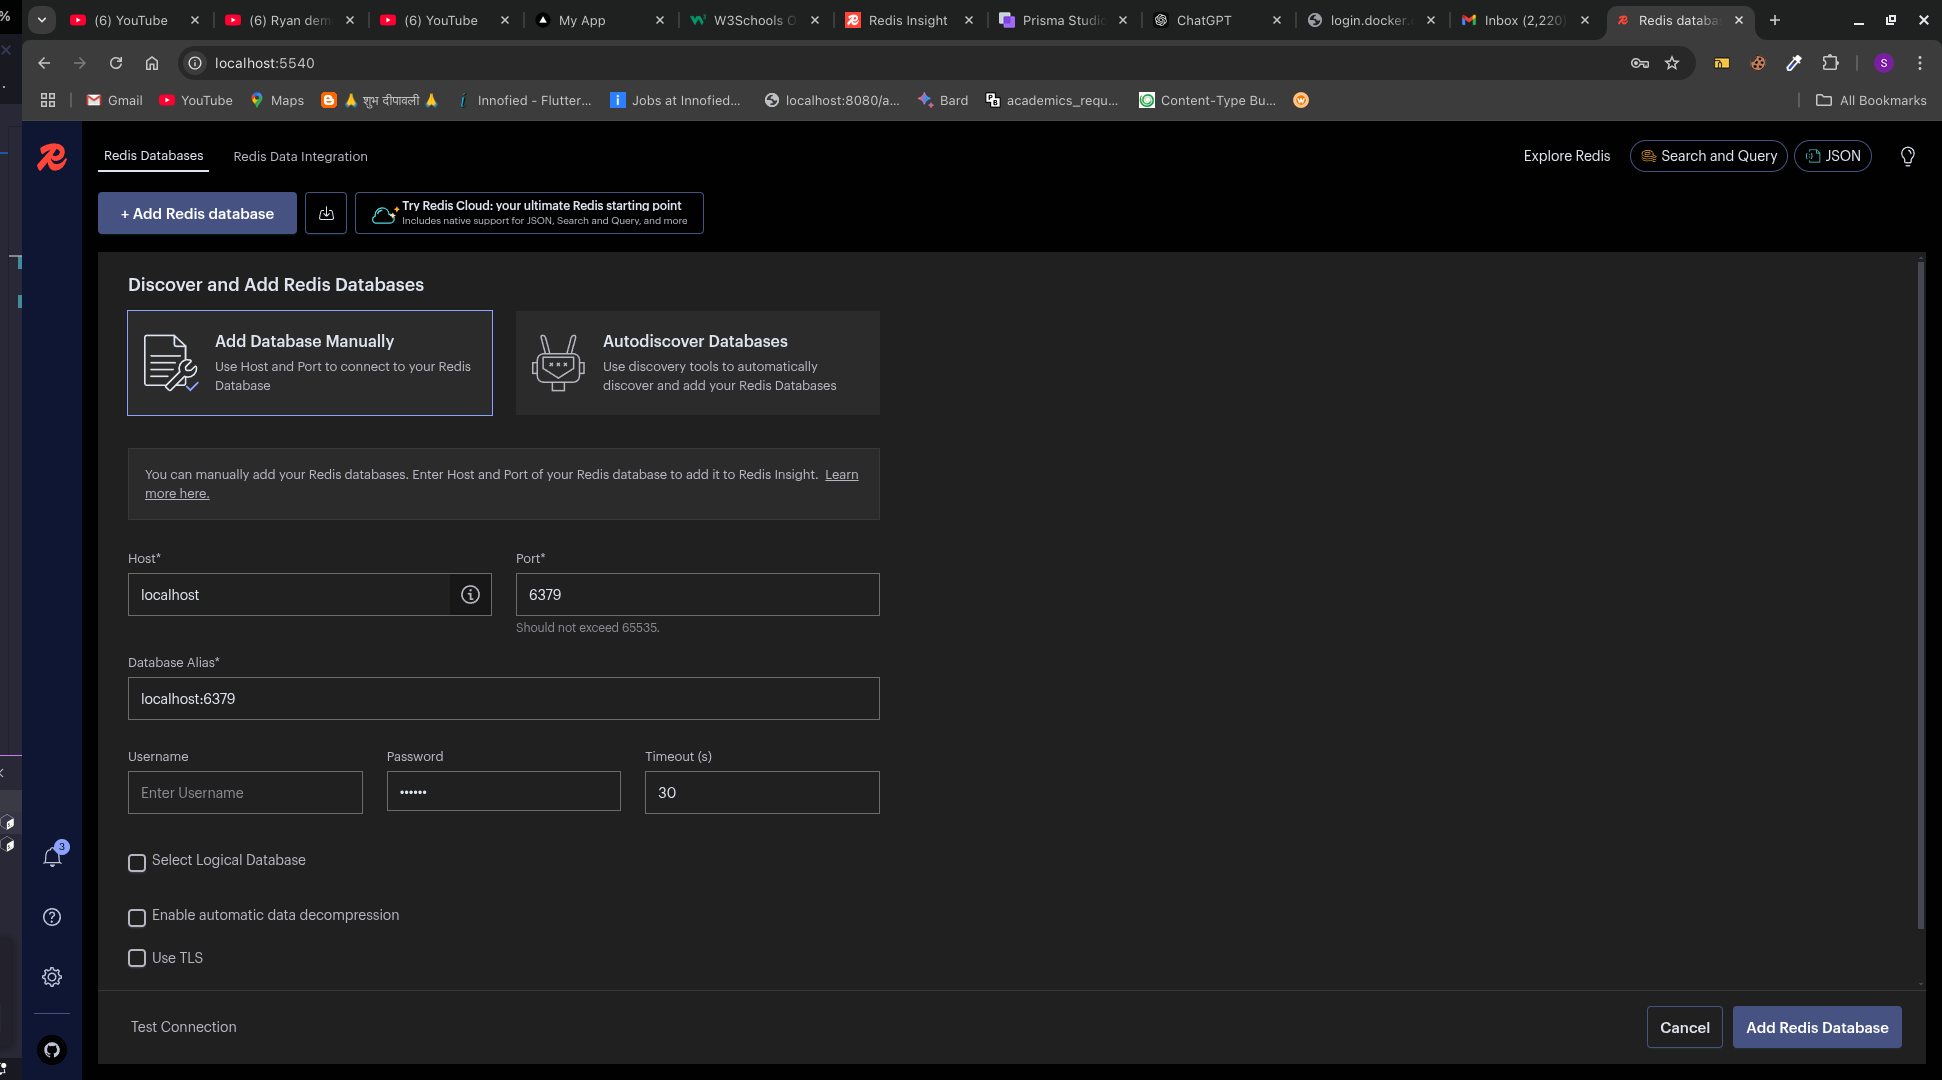 %
(6) YouTube
(6) Ryan dem
(6) YouTube
My App
W3Schools O
Redis Insight
Prisma Studio
ChatGPT
login.docker.c
Inbox (2,220)
Redis databas
localhost:5540
S
Gmail
YouTube
Maps
🙏 शुभ दीपावली 🙏
Innofied - Flutter...
Jobs at Innofied...
localhost:8080/a...
Bard
academics_requ...
Content-Type Bu...
All Bookmarks
Redis Databases
Redis Data Integration
Explore Redis
Search and Query
JSON
+ Add Redis database
Try Redis Cloud: your ultimate Redis starting point
Includes native support for JSON, Search and Query, and more
Discover and Add Redis Databases
Add Database Manually
Use Host and Port to connect to your Redis
Database
Autodiscover Databases
Use discovery tools to automatically
discover and add your Redis Databases
You can manually add your Redis databases. Enter Host and Port of your Redis database to add it to Redis Insight. Learn
more here.
Host*
Port*
localhost
6379
Should not exceed 65535.
Database Alias*
localhost:6379
Username
Password
Timeout (s)
Enter Username
••••••
30
3
Select Logical Database
Enable automatic data decompression
Use TLS
Test Connection
Cancel
Add Redis Database